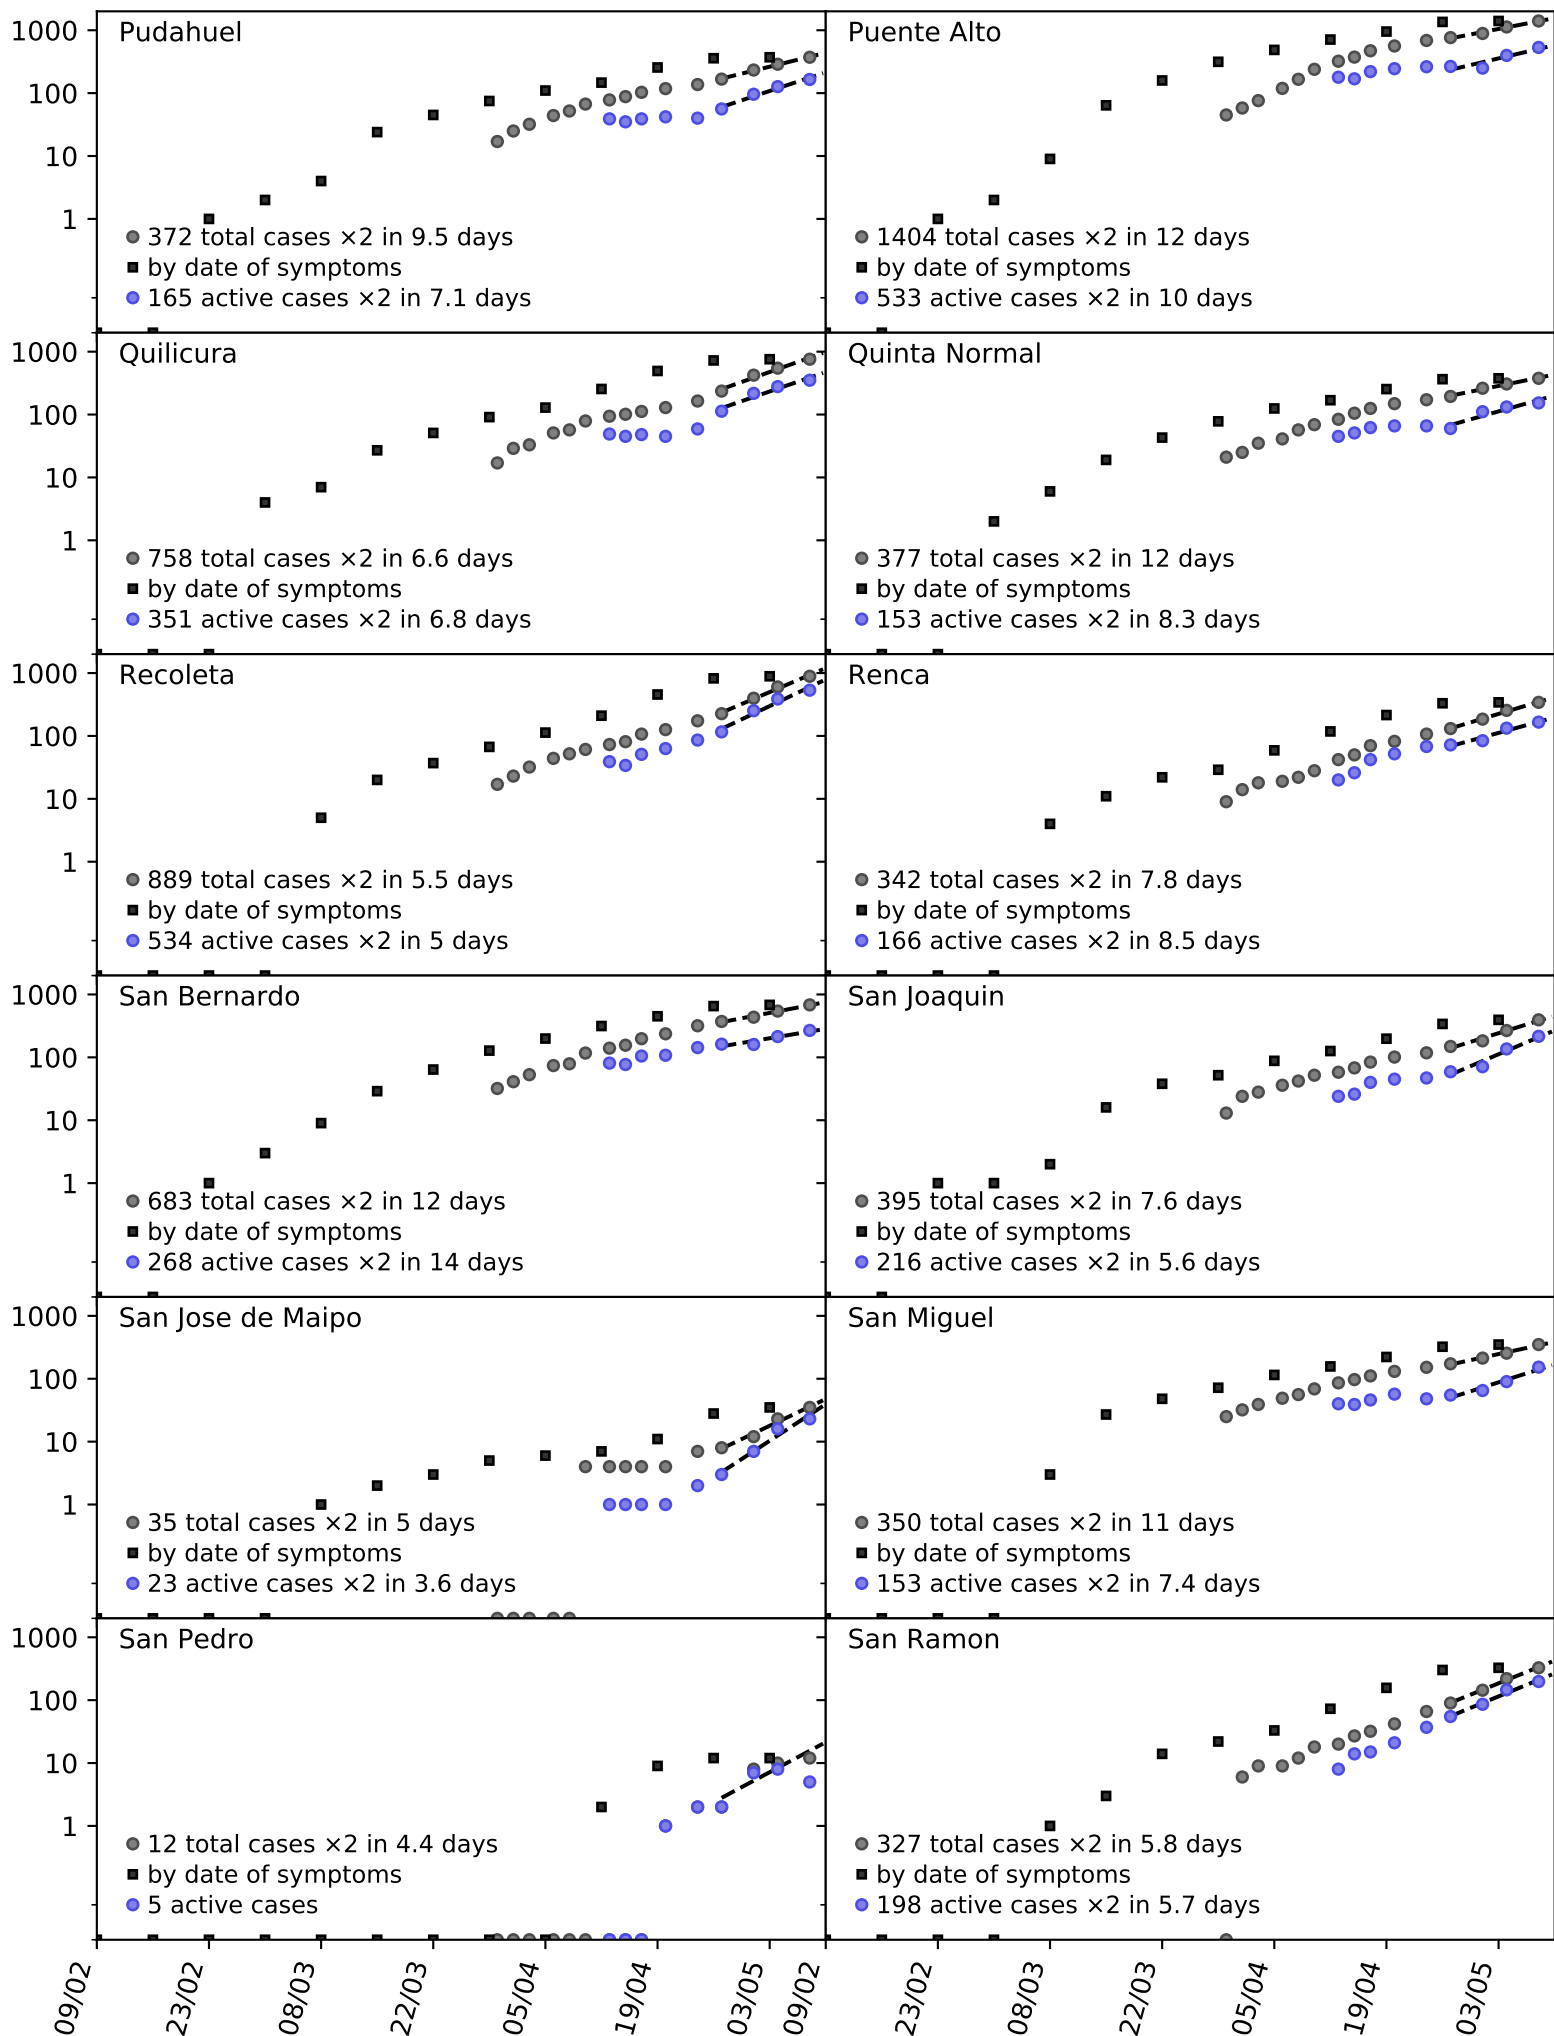 Pudahuel
1000
100
10
1
372 total cases ×2 in 9.5 days
by date of symptoms
165 active cases ×2 in 7.1 days
Puente Alto
1404 total cases ×2 in 12 days
by date of symptoms
533 active cases ×2 in 10 days
Quilicura
1000
100
10
1
758 total cases ×2 in 6.6 days
by date of symptoms
351 active cases ×2 in 6.8 days
Quinta Normal
377 total cases ×2 in 12 days
by date of symptoms
153 active cases ×2 in 8.3 days
Recoleta
1000
100
10
1
889 total cases ×2 in 5.5 days
by date of symptoms
534 active cases ×2 in 5 days
Renca
342 total cases ×2 in 7.8 days
by date of symptoms
166 active cases ×2 in 8.5 days
San Bernardo
1000
100
10
1
683 total cases ×2 in 12 days
by date of symptoms
268 active cases ×2 in 14 days
San Joaquin
395 total cases ×2 in 7.6 days
by date of symptoms
216 active cases ×2 in 5.6 days
San Jose de Maipo
1000
100
10
1
35 total cases ×2 in 5 days
by date of symptoms
23 active cases ×2 in 3.6 days
San Miguel
350 total cases ×2 in 11 days
by date of symptoms
153 active cases ×2 in 7.4 days
San Pedro
1000
100
10
1
12 total cases ×2 in 4.4 days
by date of symptoms
5 active cases
San Ramon
327 total cases ×2 in 5.8 days
by date of symptoms
198 active cases ×2 in 5.7 days
09/02
23/02
08/03
22/03
05/04
19/04
03/05
09/02
23/02
08/03
22/03
05/04
19/04
03/05